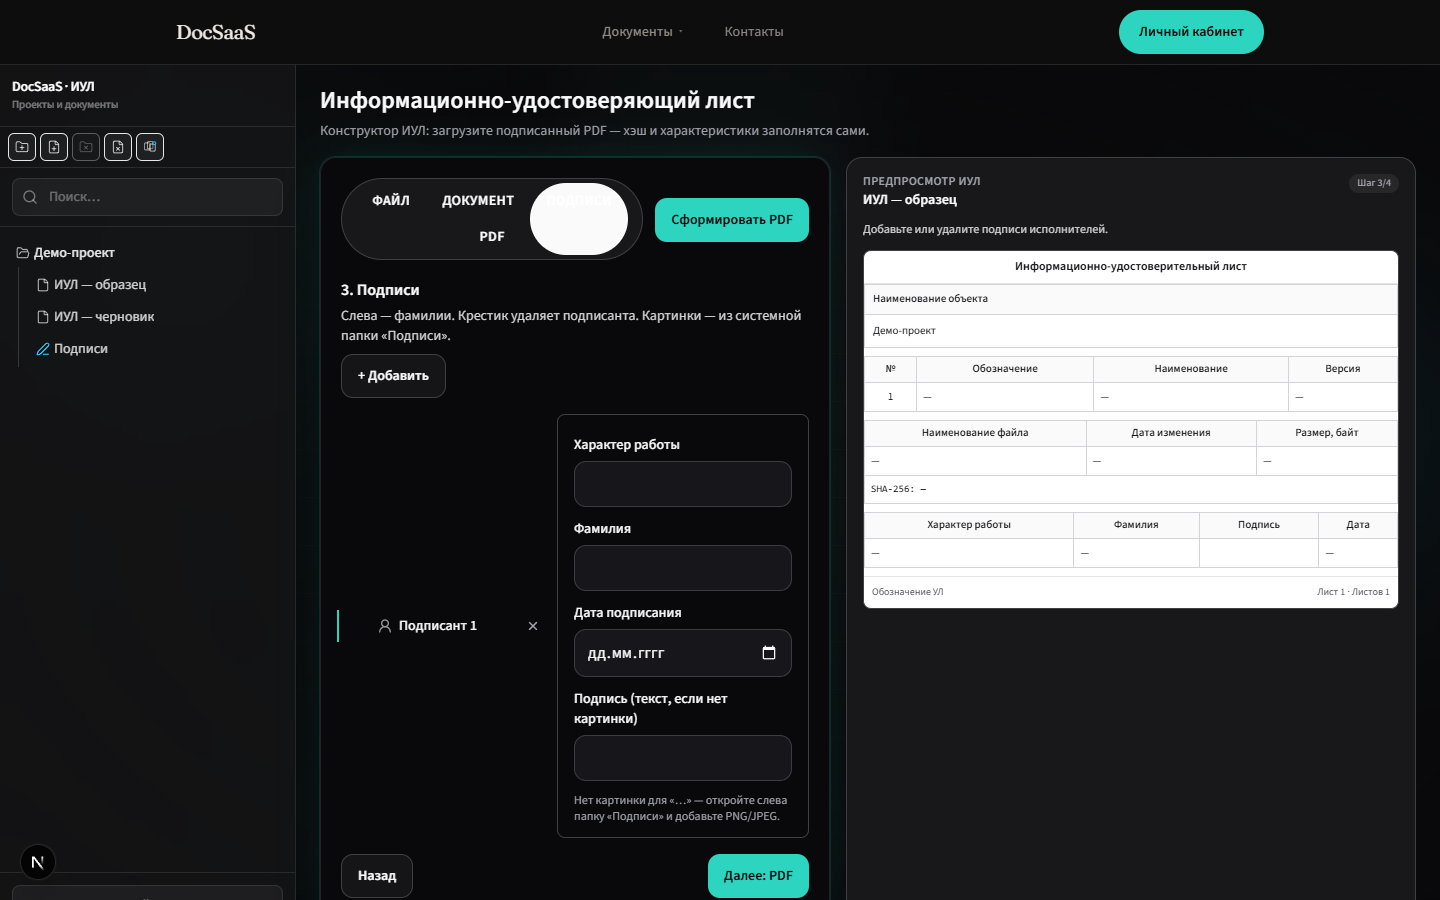 DocSaaS
Документы
Контакты
Личный кабинет
DocSaaS · ИУЛ
Проекты и документы
Поиск…
Демо-проект
ИУЛ — образец
ИУЛ — черновик
Подписи
Информационно-удостоверяющий лист
Конструктор ИУЛ: загрузите подписанный PDF — хэш и характеристики заполнятся сами.
ФАЙЛ
ДОКУМЕНТ
ПОДПИСИ
PDF
Сформировать PDF
3. Подписи
Слева — фамилии. Крестик удаляет подписанта. Картинки — из системной
папки «Подписи».
+ Добавить
Подписант 1
Характер работы
Фамилия
Дата подписания
ДД.ММ.ГГГГ
Подпись (текст, если нет
картинки)
Нет картинки для «…» — откройте слева
папку «Подписи» и добавьте PNG/JPEG.
Назад
Далее: PDF
ПРЕДПРОСМОТР ИУЛ
Шаг 3/4
ИУЛ — образец
Добавьте или удалите подписи исполнителей.
Информационно-удостоверительный лист
Наименование объекта
Демо-проект
№ Обозначение Наименование Версия
1 — — —
Наименование файла Дата изменения Размер, байт
— — —
SHA-256: —
Характер работы Фамилия Подпись Дата
— — —
Обозначение УЛ
Лист 1 · Листов 1
N